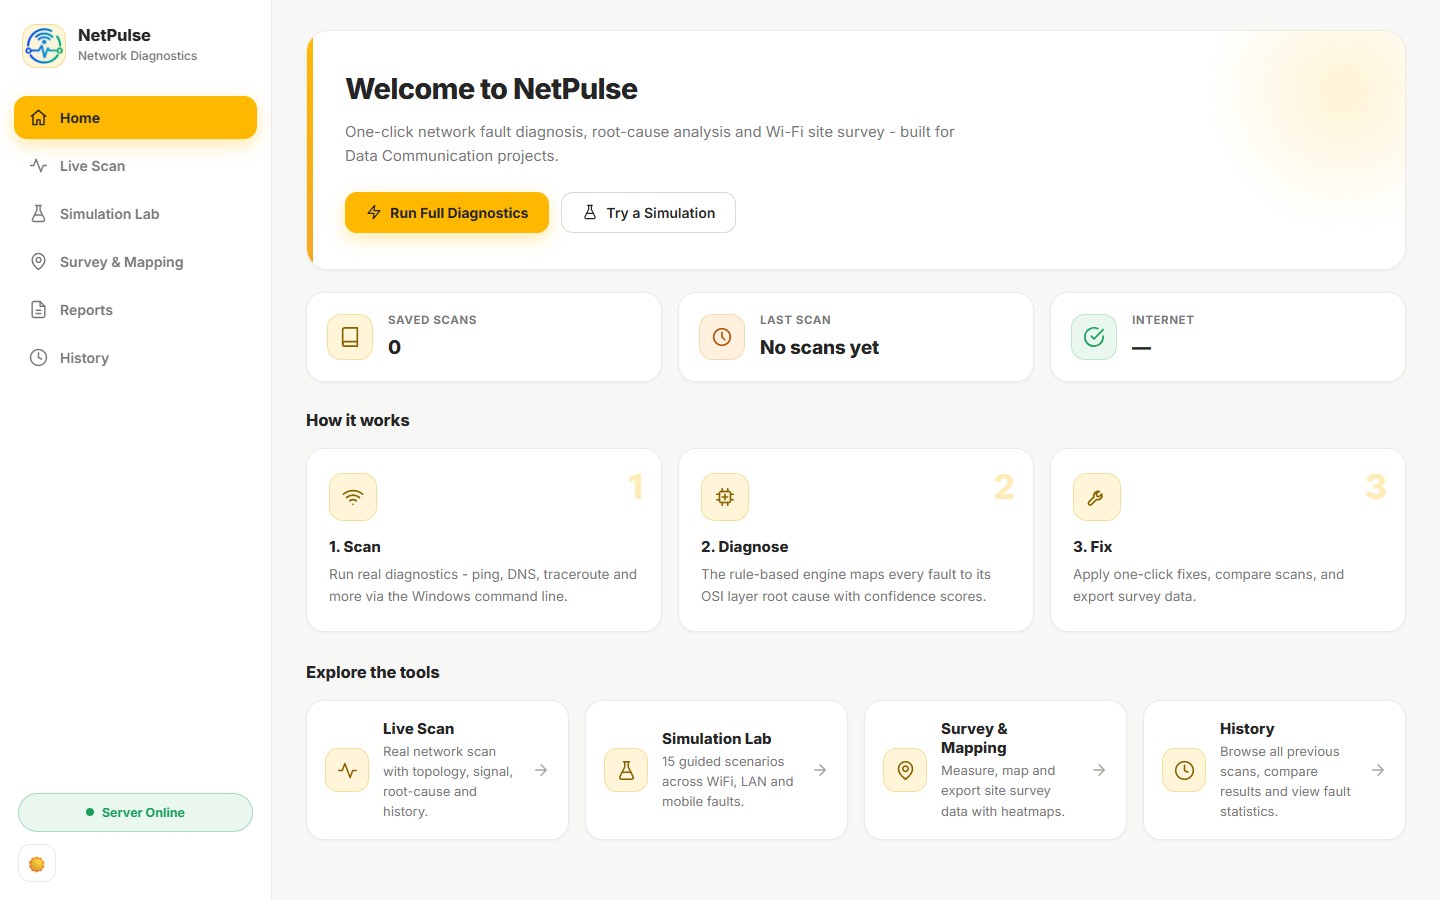 NetPulse
Network Diagnostics
Home
Live Scan
Simulation Lab
Survey & Mapping
Reports
History
Server Online
Welcome to NetPulse
One-click network fault diagnosis, root-cause analysis and Wi-Fi site survey - built for
Data Communication projects.
Run Full Diagnostics
Try a Simulation
SAVED SCANS
0
LAST SCAN
No scans yet
INTERNET
—
How it works
1
1. Scan
Run real diagnostics - ping, DNS, traceroute and
more via the Windows command line.
2
2. Diagnose
The rule-based engine maps every fault to its
OSI layer root cause with confidence scores.
3
3. Fix
Apply one-click fixes, compare scans, and
export survey data.
Explore the tools
Live Scan
Real network scan
with topology, signal,
root-cause and
history.
Simulation Lab
15 guided scenarios
across WiFi, LAN and
mobile faults.
Survey &
Mapping
Measure, map and
export site survey
data with heatmaps.
History
Browse all previous
scans, compare
results and view fault
statistics.